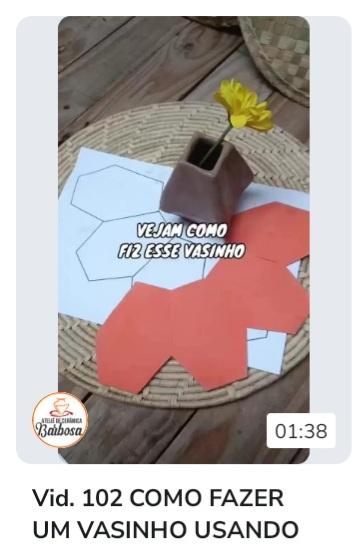 VEJAM COMO
FIZ ESSE VASINHO
ATELIÊ DE CERÂMICA
Barbosa
01:38
Vid. 102 COMO FAZER
UM VASINHO USANDO